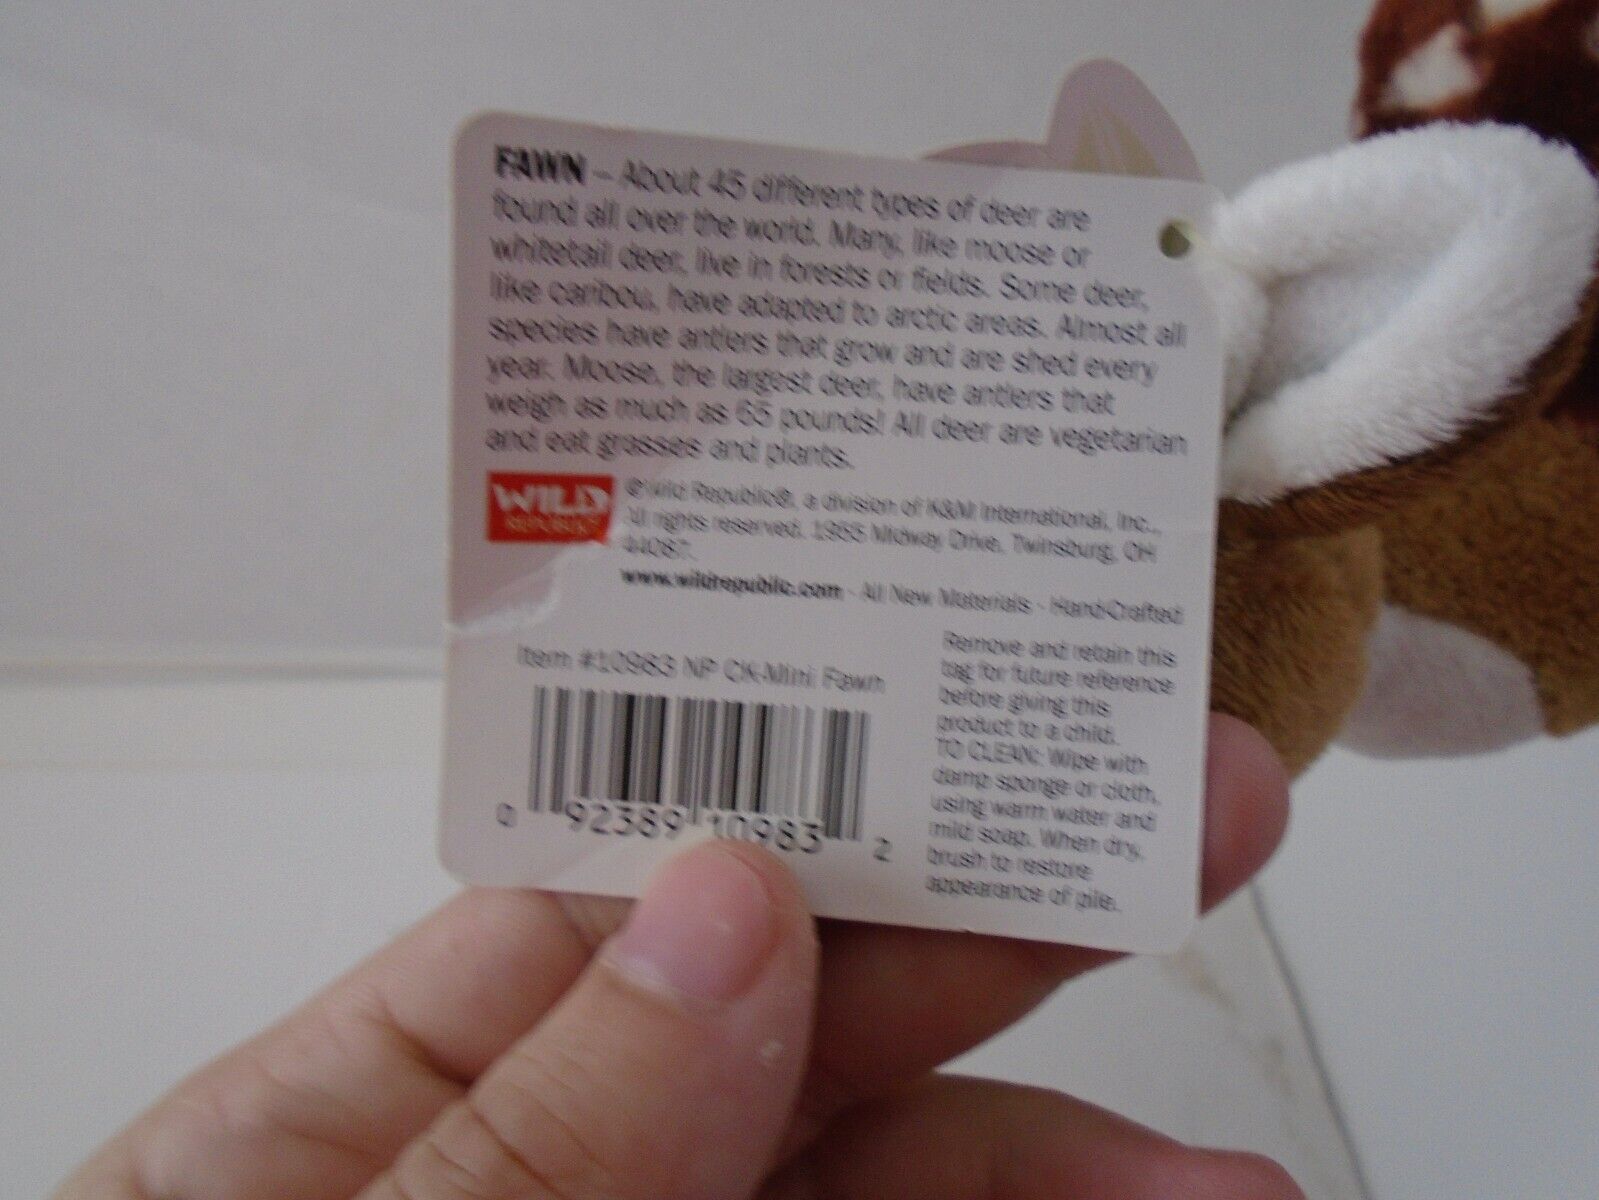 FAWN – About 45 different types of deer are
found all over the world. Many, like moose or
whitetail deer, live in forests or fields. Some deer,
like caribou, have adapted to arctic areas. Almost all
species have antlers that grow and are shed every
year. Moose, the largest deer, have antlers that
weigh as much as 65 pounds! All deer are vegetarian
and eat grasses and plants.
WILD
REPUBLIC
© Wild Republic®, a division of K&M International, Inc.,
All rights reserved. 1955 Midway Drive, Twinsburg, OH
44087.
www.wildrepublic.com - All New Materials - Hand-Crafted
Item #10983 NP CK-Mini Fawn
0 92389 10983 2
Remove and retain this
tag for future reference
before giving this
product to a child.
TO CLEAN: Wipe with
damp sponge or cloth,
using warm water and
mild soap. When dry,
brush to restore
appearance of pile.